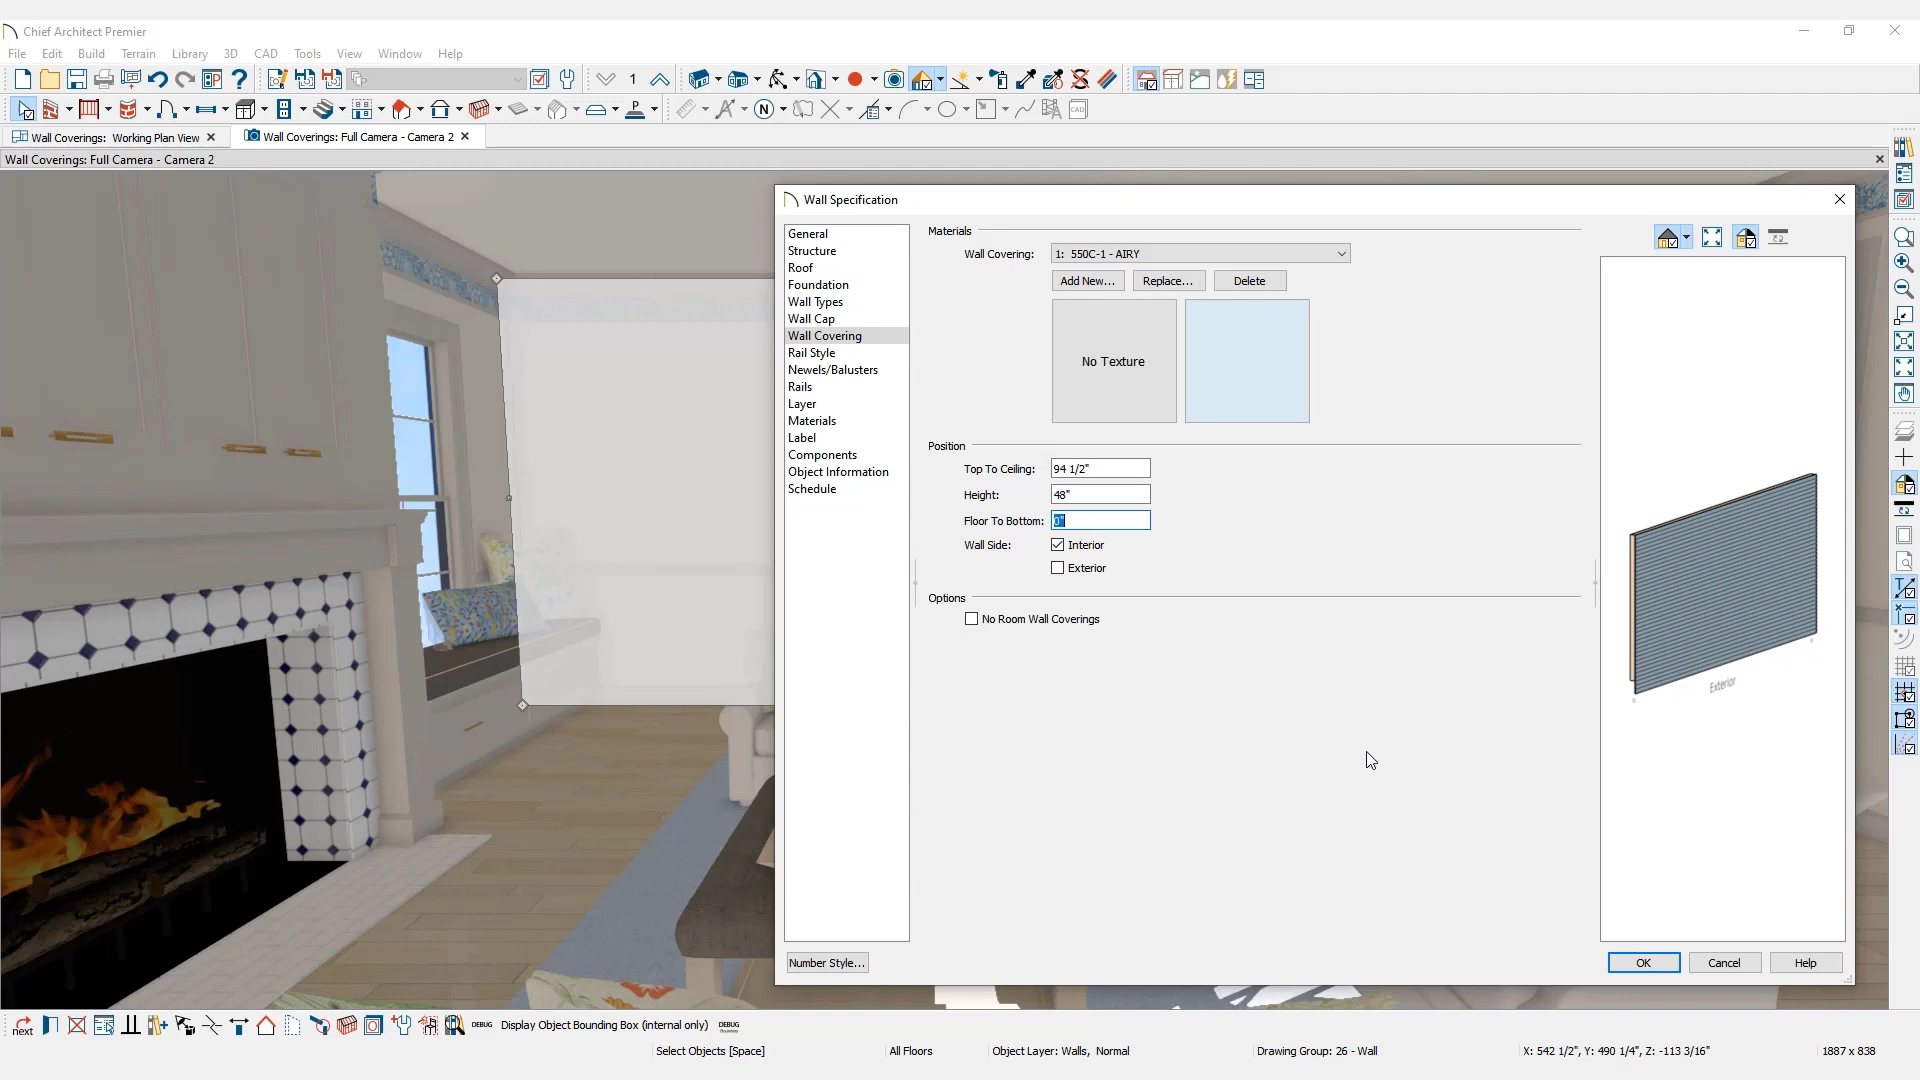 Chief Architect Premier
File Edit Build Terrain Library 3D CAD Tools View Window Help
1
N
P
CAD
Wall Coverings: Working Plan View
Wall Coverings: Full Camera - Camera 2
Wall Coverings: Full Camera - Camera 2
Wall Specification
General
Structure
Roof
Foundation
Wall Types
Wall Cap
Wall Covering
Rail Style
Newels/Balusters
Rails
Layer
Materials
Label
Components
Object Information
Schedule
Number Style...
Materials
Wall Covering: 1: 550C-1 - AIRY
Add New... Replace... Delete
No Texture
Position
Top To Ceiling: 94 1/2"
Height: 48"
Floor To Bottom: 0"
Wall Side: Interior
Exterior
Options
No Room Wall Coverings
Exterior
OK Cancel Help
next DEBUG Display Object Bounding Box (internal only) DEBUG
Select Objects [Space] All Floors Object Layer: Walls, Normal Drawing Group: 26 - Wall X: 542 1/2", Y: 490 1/4", Z: -113 3/16" 1887 x 838